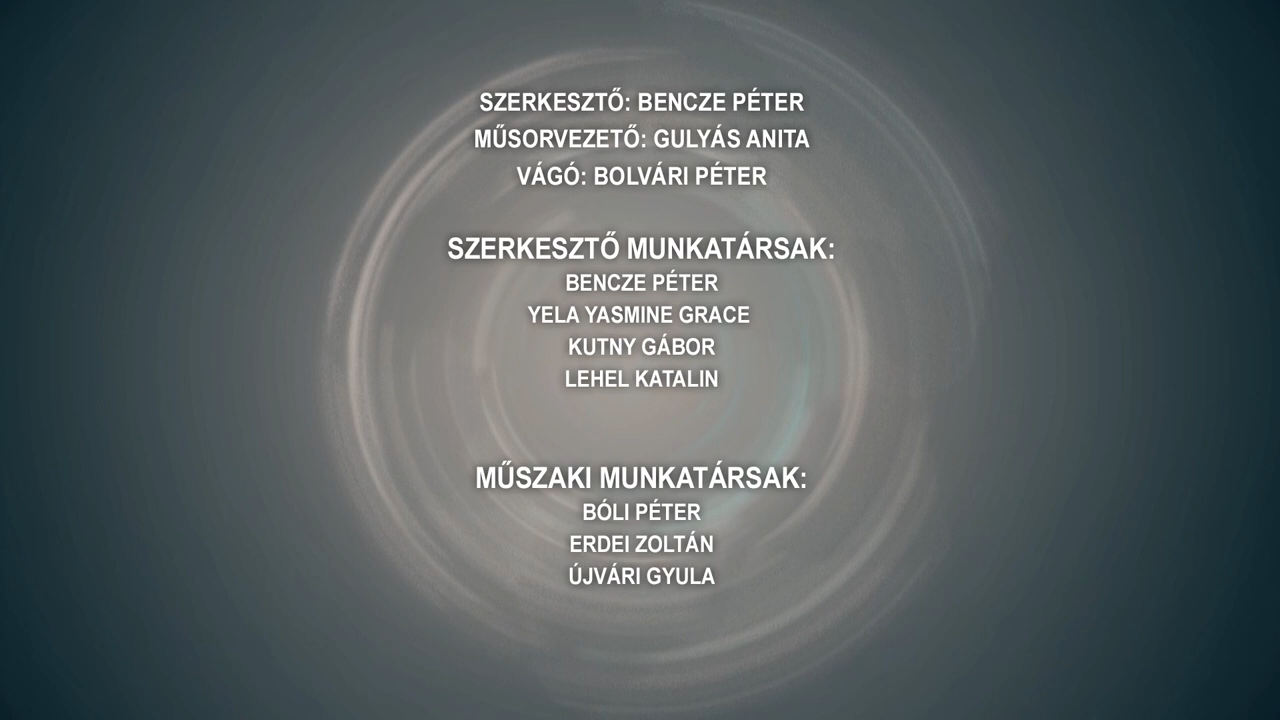 SZERKESZTŐ: BENCZE PÉTER
MŰSORVEZETŐ: GULYÁS ANITA
VÁGÓ: BOLVÁRI PÉTER
SZERKESZTŐ MUNKATÁRSAK:
BENCZE PÉTER
YELA YASMINE GRACE
KUTNY GÁBOR
LEHEL KATALIN
MŰSZAKI MUNKATÁRSAK:
BÓLI PÉTER
ERDEI ZOLTÁN
ÚJVÁRI GYULA